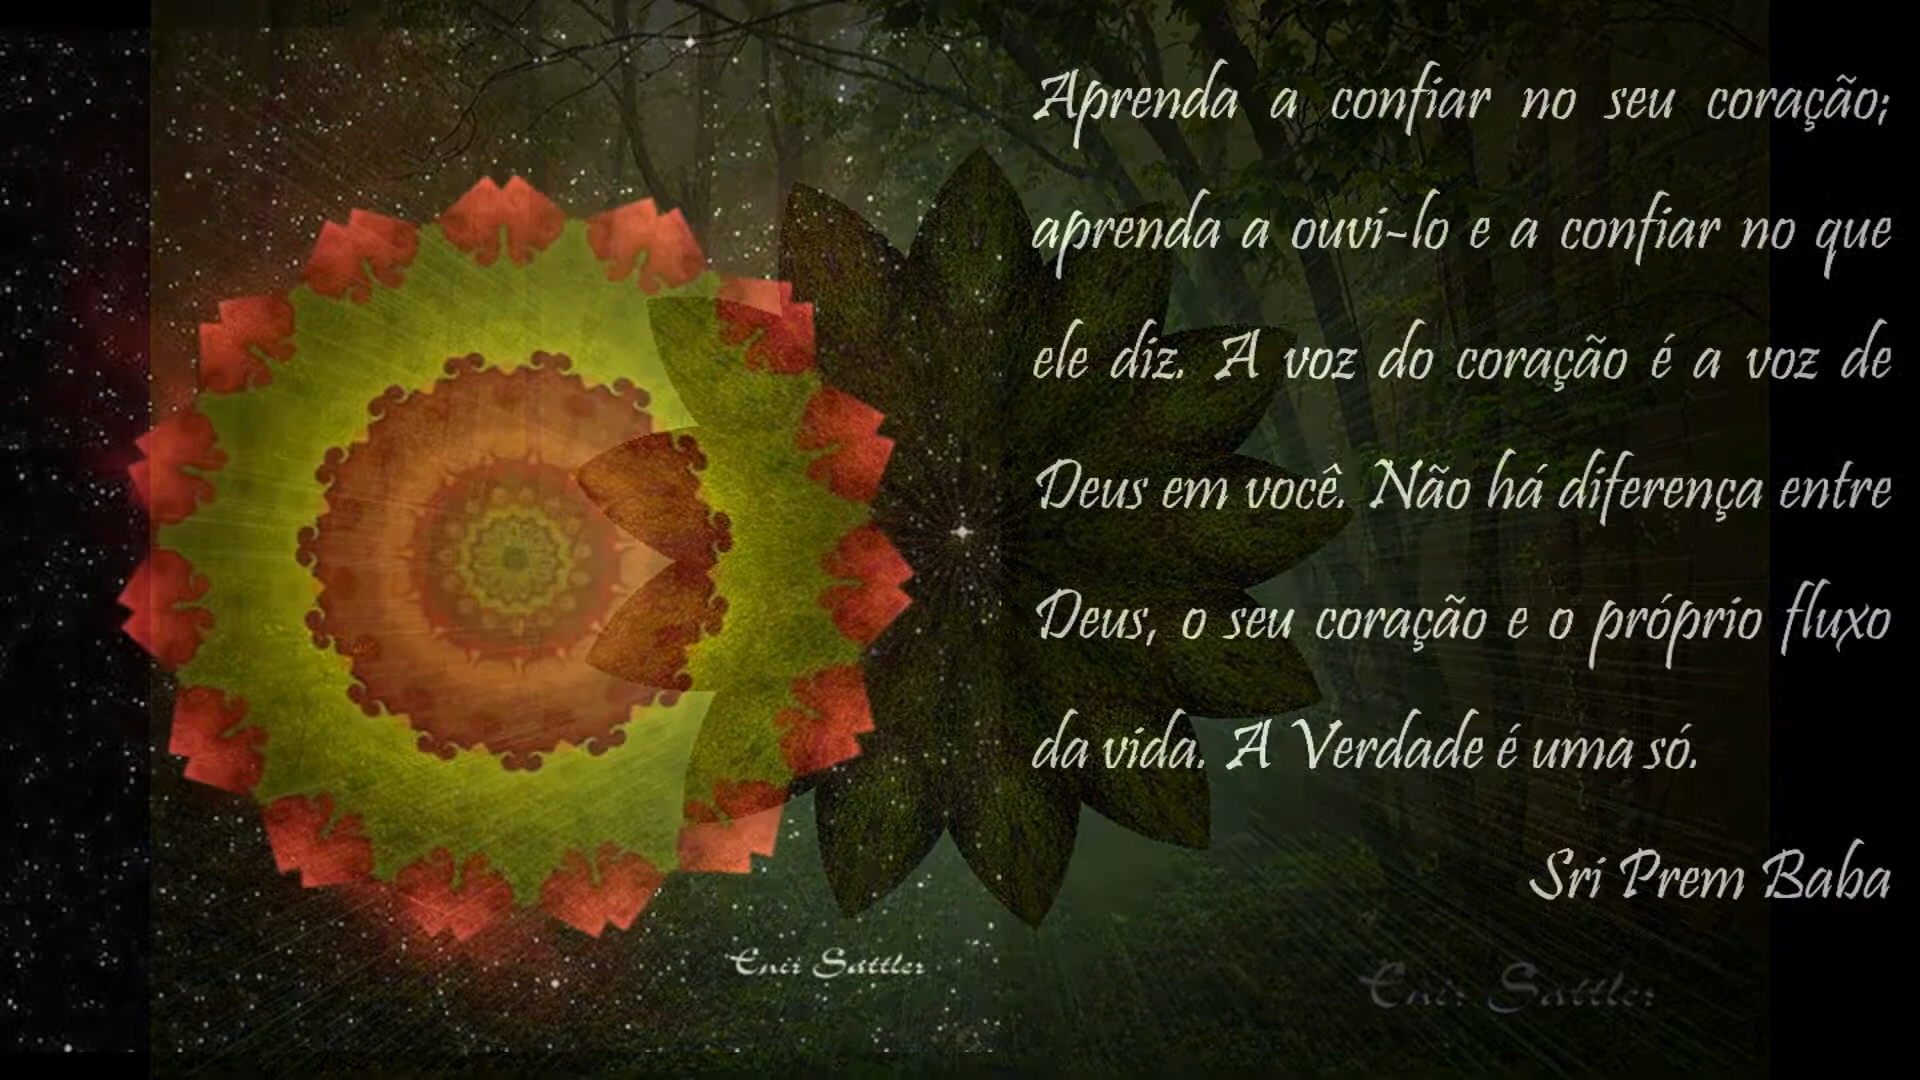 Aprenda a confiar no seu coração;
aprenda a ouvi-lo e a confiar no que
ele diz. A voz do coração é a voz de
Deus em você. Não há diferença entre
Deus, o seu coração e o próprio fluxo
da vida. A Verdade é uma só.
Sri Prem Baba
Enir Sattler
Enir Sattler